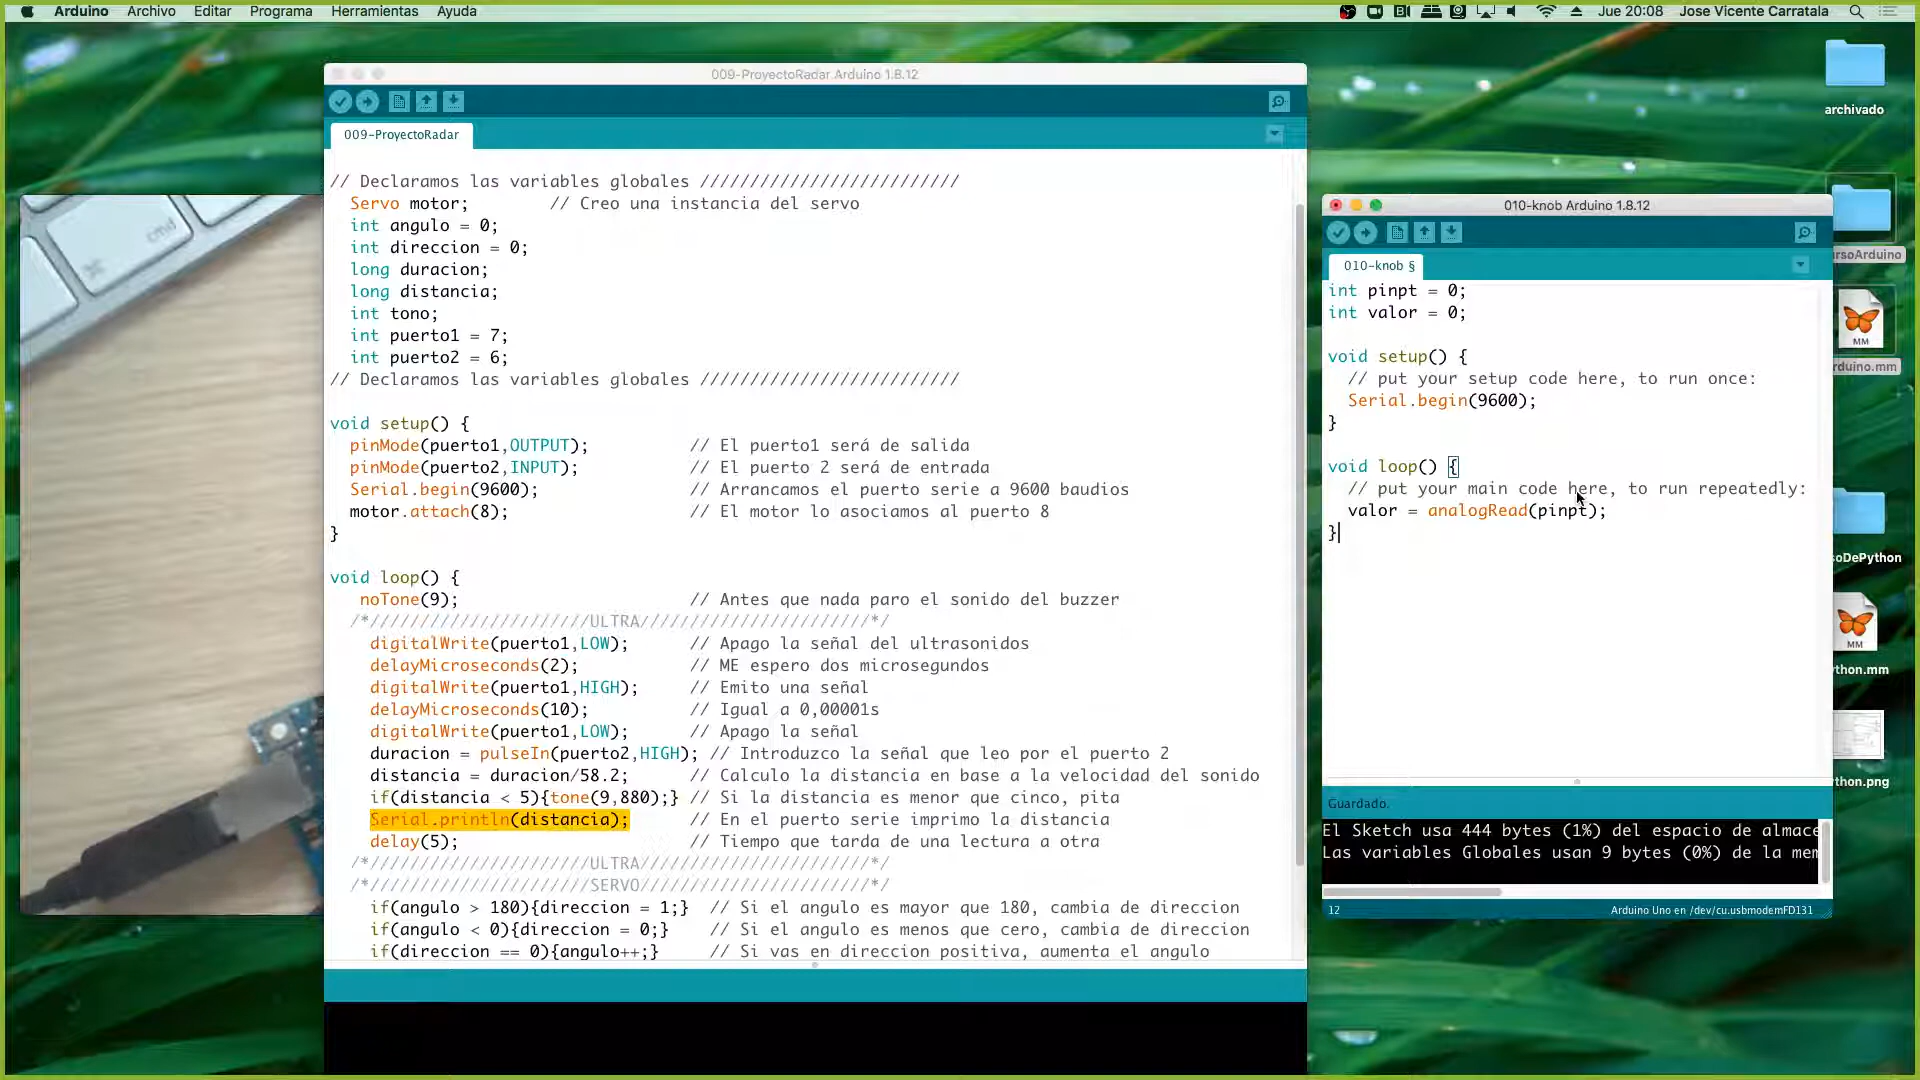 Arduino Archivo Editar Programa Herramientas Ayuda
Jue 20:08 Jose Vicente Carratala
009-ProyectoRadar Arduino 1.8.12
009-ProyectoRadar
// Declaramos las variables globales //////////////////////////
Servo motor; // Creo una instancia del servo
int angulo = 0;
int direccion = 0;
long duracion;
long distancia;
int tono;
int puerto1 = 7;
int puerto2 = 6;
// Declaramos las variables globales //////////////////////////
void setup() {
pinMode(puerto1,OUTPUT); // El puerto1 será de salida
pinMode(puerto2,INPUT); // El puerto 2 será de entrada
Serial.begin(9600); // Arrancamos el puerto serie a 9600 baudios
motor.attach(8); // El motor lo asociamos al puerto 8
}
void loop() {
noTone(9); // Antes que nada paro el sonido del buzzer
/*//////////////////////ULTRA///////////////////////*/
digitalWrite(puerto1,LOW); // Apago la señal del ultrasonidos
delayMicroseconds(2); // ME espero dos microsegundos
digitalWrite(puerto1,HIGH); // Emito una señal
delayMicroseconds(10); // Igual a 0,00001s
digitalWrite(puerto1,LOW); // Apago la señal
duracion = pulseIn(puerto2,HIGH); // Introduzco la señal que leo por el puerto 2
distancia = duracion/58.2; // Calculo la distancia en base a la velocidad del sonido
if(distancia < 5){tone(9,880);} // Si la distancia es menor que cinco, pita
Serial.println(distancia); // En el puerto serie imprimo la distancia
delay(5); // Tiempo que tarda de una lectura a otra
/*//////////////////////ULTRA///////////////////////*/
/*//////////////////////SERVO///////////////////////*/
if(angulo > 180){direccion = 1;} // Si el angulo es mayor que 180, cambia de direccion
if(angulo < 0){direccion = 0;} // Si el angulo es menos que cero, cambia de direccion
if(direccion == 0){angulo++;} // Si vas en direccion positiva, aumenta el angulo
010-knob Arduino 1.8.12
010-knob §
int pinpt = 0;
int valor = 0;
void setup() {
// put your setup code here, to run once:
Serial.begin(9600);
}
void loop() {
// put your main code here, to run repeatedly:
valor = analogRead(pinpt);
}
Guardado.
El Sketch usa 444 bytes (1%) del espacio de almace
Las variables Globales usan 9 bytes (0%) de la mem
12 Arduino Uno en /dev/cu.usbmodemFD131
archivado
ursoArduino
MM
rduino.mm
soDePython
MM
thon.mm
thon.png
cmd